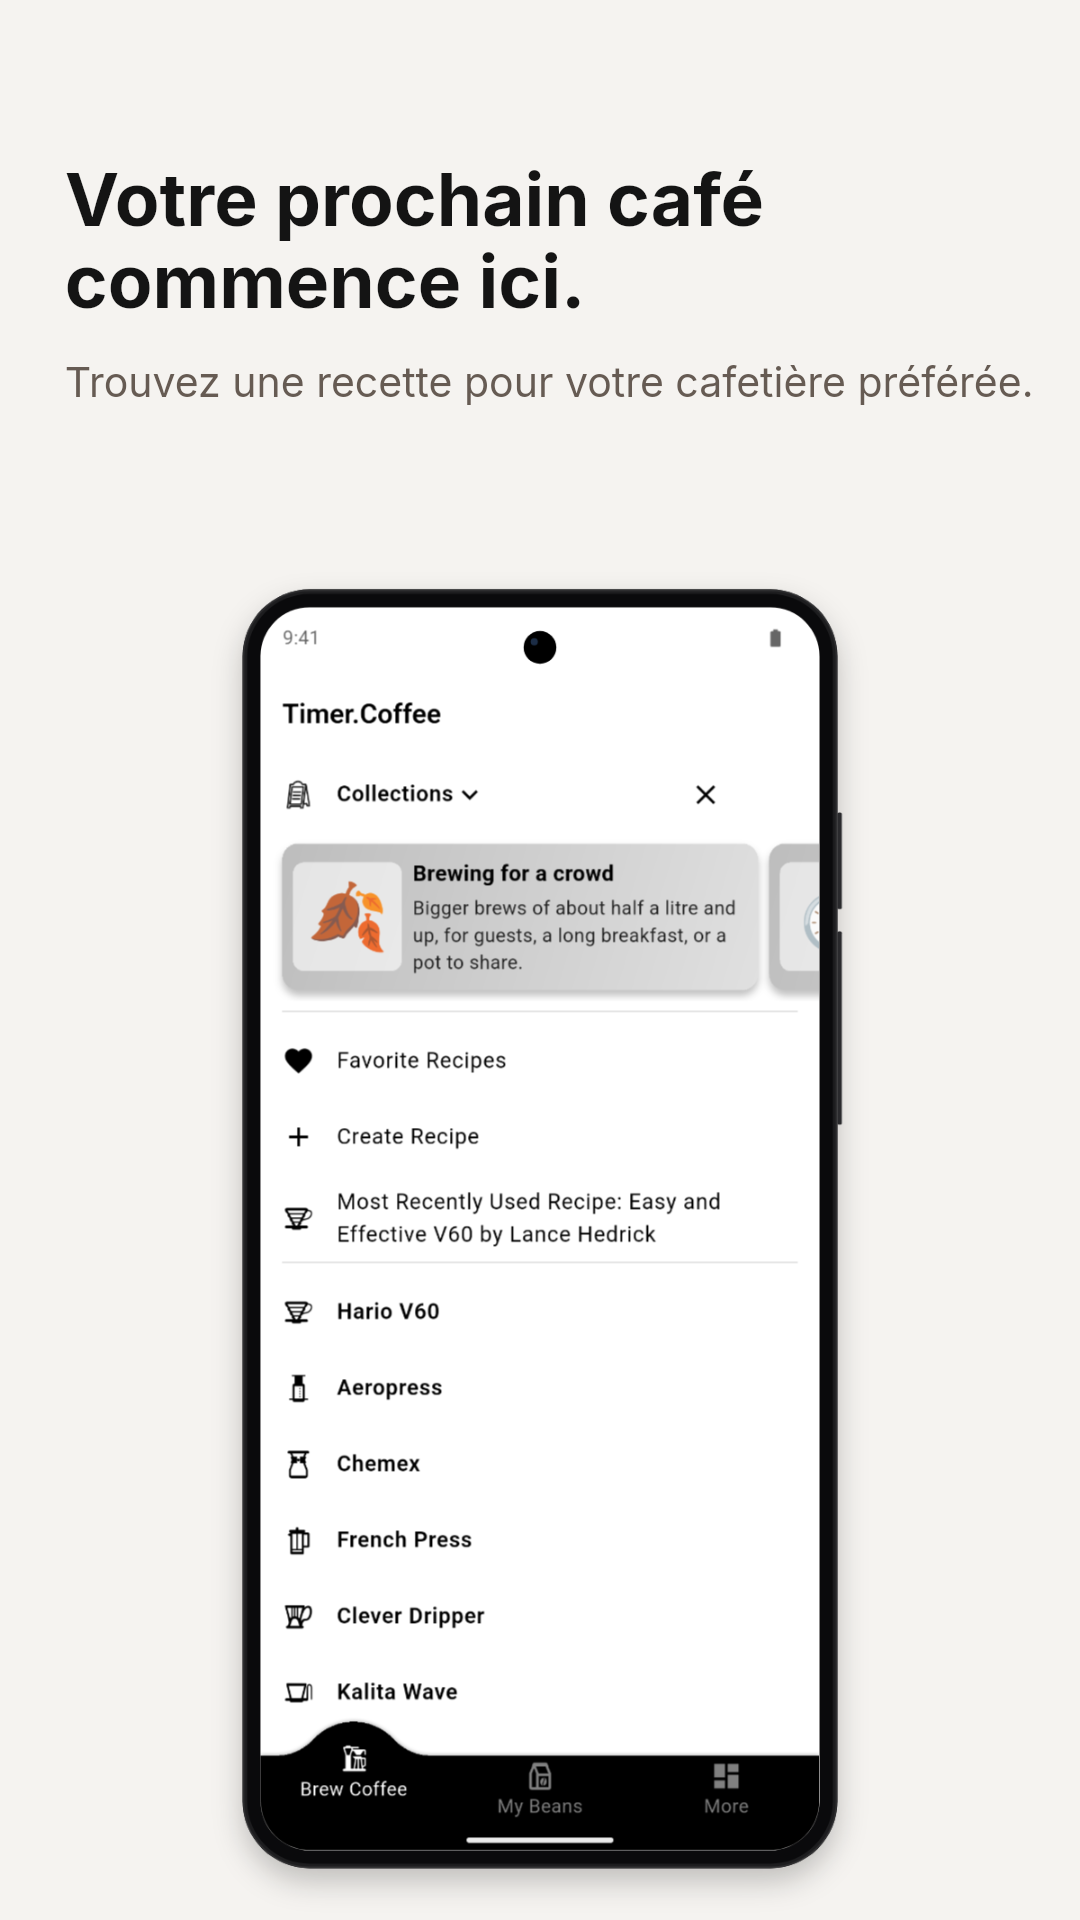 Votre prochain café
commence ici.
Trouvez une recette pour votre cafetière préférée.
9:41
Timer.Coffee
Collections
Brewing for a crowd
Bigger brews of about half a litre and
up, for guests, a long breakfast, or a
pot to share.
Favorite Recipes
Create Recipe
Most Recently Used Recipe: Easy and
Effective V60 by Lance Hedrick
Hario V60
Aeropress
Chemex
French Press
Clever Dripper
Kalita Wave
Brew Coffee
My Beans
More